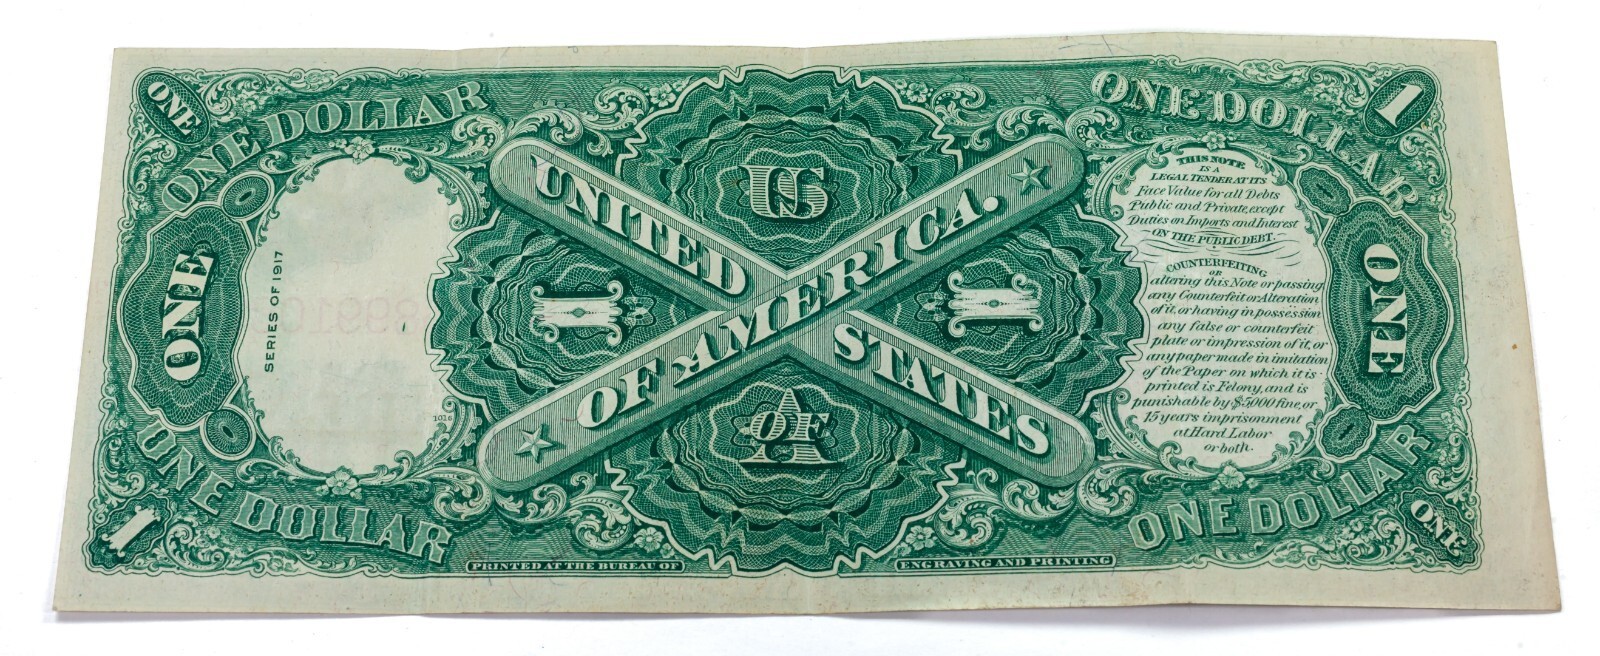 ONE
ONE DOLLAR
SERIES OF 1917
ONE
1016
ONE DOLLAR
1
US
UNITED
STATES
OF AMERICA.
1
1
A
OF
PRINTED AT THE BUREAU OF
ENGRAVING AND PRINTING
ONE DOLLAR
1
THIS NOTE
IS A
LEGAL TENDER AT ITS
Face Value for all Debts
Public and Private, except
Duties on Imports and Interest
ON THE PUBLIC DEBT.
COUNTERFEITING
OR
altering this Note or passing
any Counterfeit or Alteration
of it, or having in possession
any false or counterfeit
plate or impression of it, or
any paper made in imitation
of the Paper on which it is
printed is Felony, and is
punishable by $5000 fine, or
15 years imprisonment
at Hard Labor
or both.
ONE
ONE DOLLAR
ONE